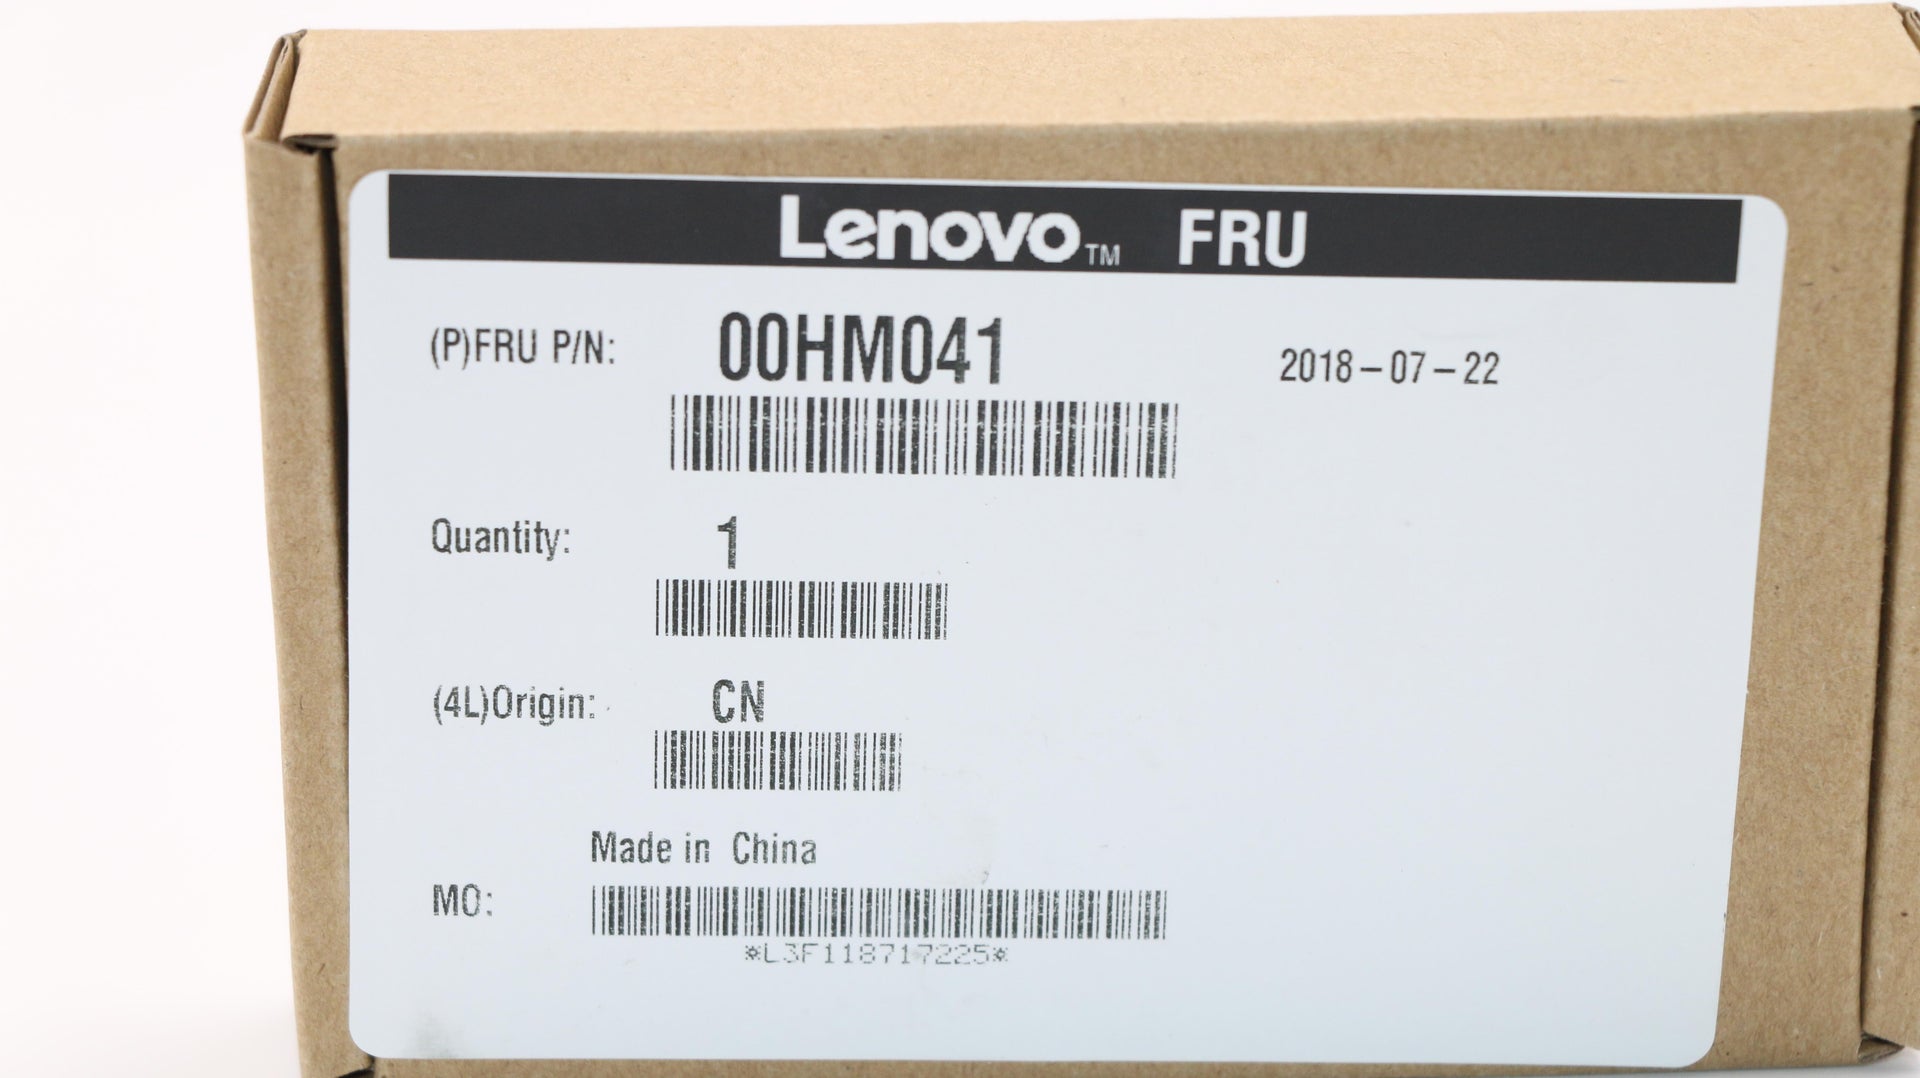 Lenovo™ FRU
(P)FRU P/N: 00HM041 2018-07-22
Quantity: 1
(4L)Origin: CN
Made in China
MO:
*L3F118717225*